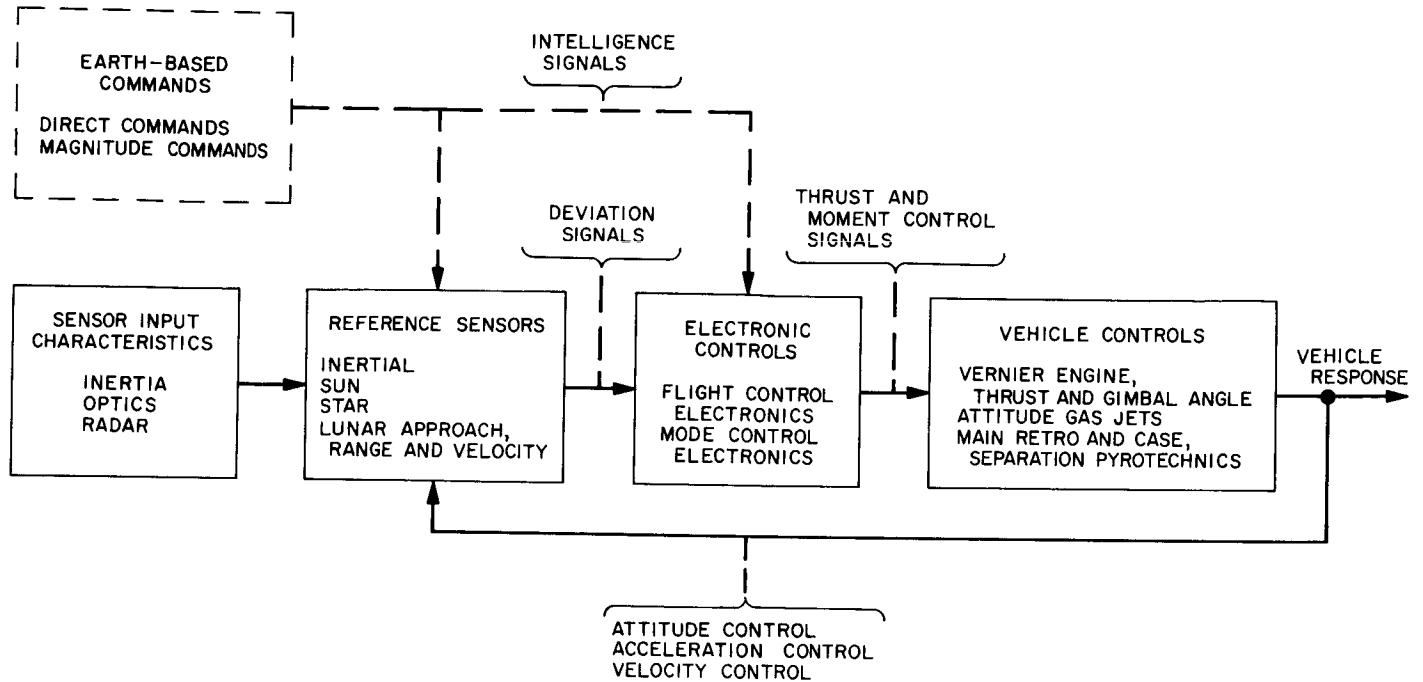 EARTH-BASED
COMMANDS
DIRECT COMMANDS
MAGNITUDE COMMANDS
INTELLIGENCE
SIGNALS
DEVIATION
SIGNALS
THRUST AND
MOMENT CONTROL
SIGNALS
SENSOR INPUT
CHARACTERISTICS
INERTIA
OPTICS
RADAR
REFERENCE SENSORS
INERTIAL
SUN
STAR
LUNAR APPROACH,
RANGE AND VELOCITY
ELECTRONIC
CONTROLS
FLIGHT CONTROL
ELECTRONICS
MODE CONTROL
ELECTRONICS
VEHICLE CONTROLS
VERNIER ENGINE,
THRUST AND GIMBAL ANGLE
ATTITUDE GAS JETS
MAIN RETRO AND CASE,
SEPARATION PYROTECHNICS
VEHICLE
RESPONSE
ATTITUDE CONTROL
ACCELERATION CONTROL
VELOCITY CONTROL